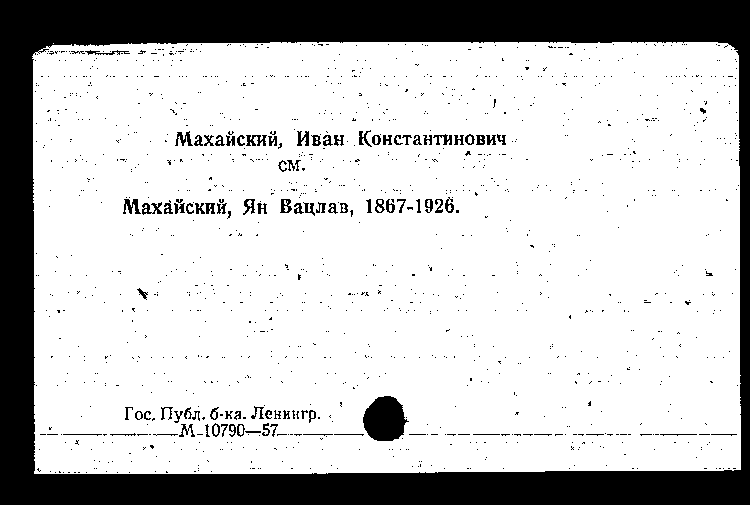 Махайский, Иван Константинович
см.
Махайский, Ян Вацлав, 1867-1926.
Гос. Публ. б-ка. Ленингр.
М-10790—57